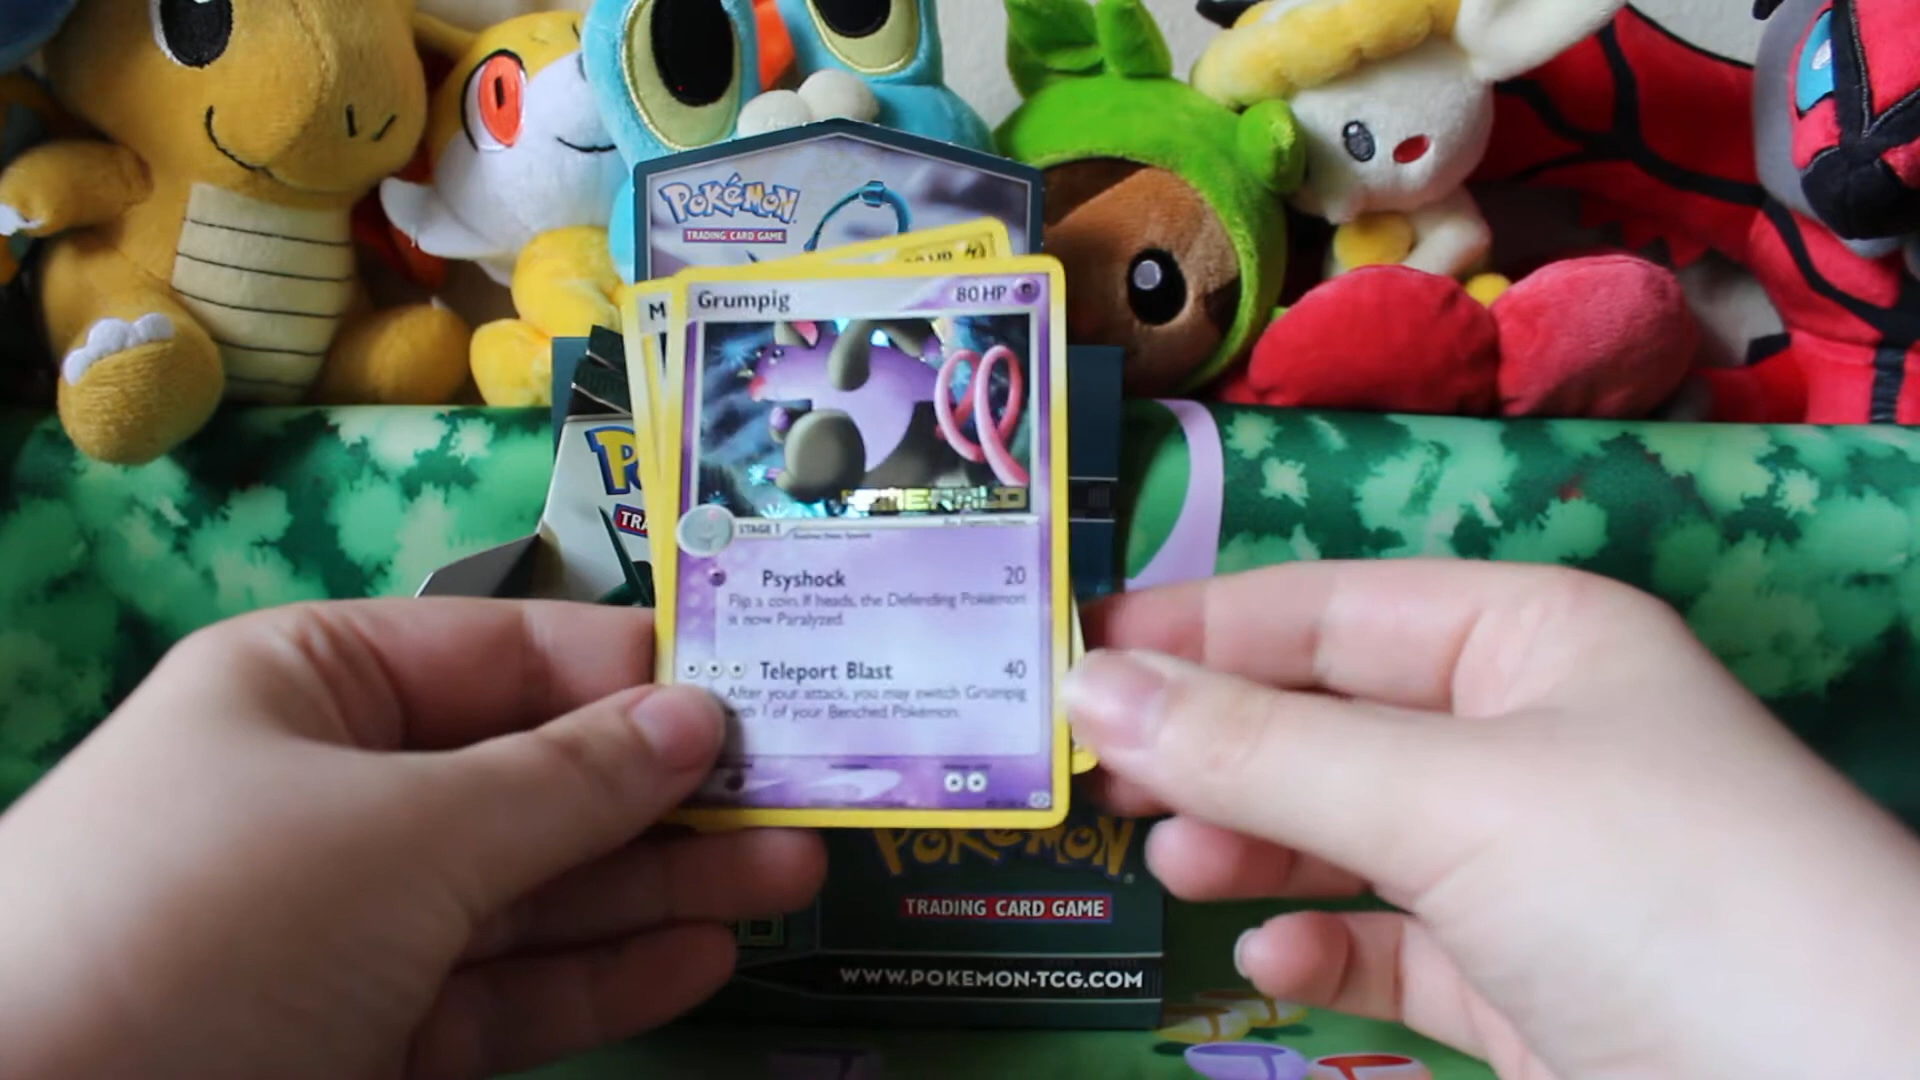 POKéMON
TRADING CARD GAME
HP
M
Grumpig 80 HP
EMERALD
STAGE 1
Psyshock 20
Flip a coin. If heads, the Defending Pokémon
is now Paralyzed.
Teleport Blast 40
After your attack, you may switch Grumpig
with 1 of your Benched Pokémon.
P
TRA
POKéMON
TRADING CARD GAME
WWW.POKEMON-TCG.COM